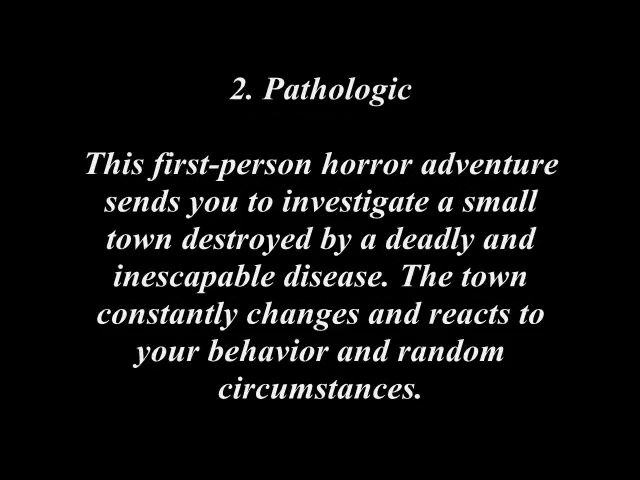 2. Pathologic
This first-person horror adventure
sends you to investigate a small
town destroyed by a deadly and
inescapable disease. The town
constantly changes and reacts to
your behavior and random
circumstances.